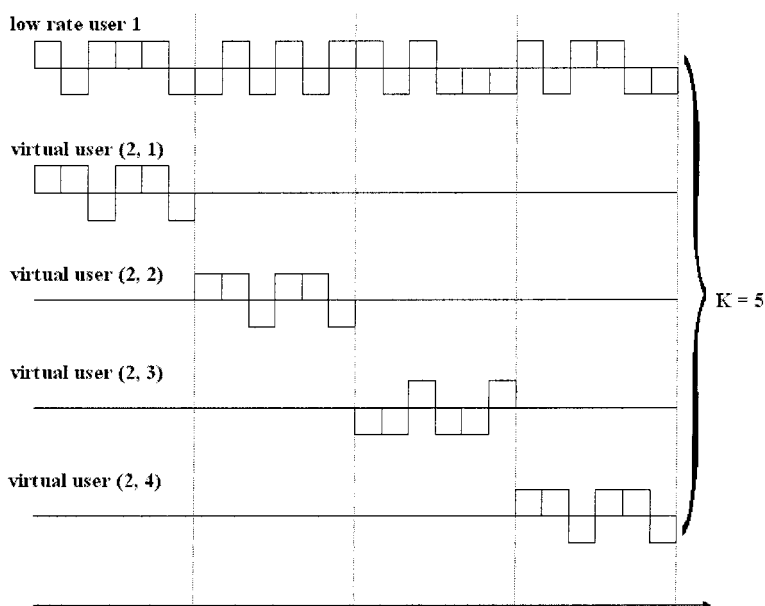 low rate user 1
virtual user (2, 1)
virtual user (2, 2)
K = 5
virtual user (2, 3)
virtual user (2, 4)